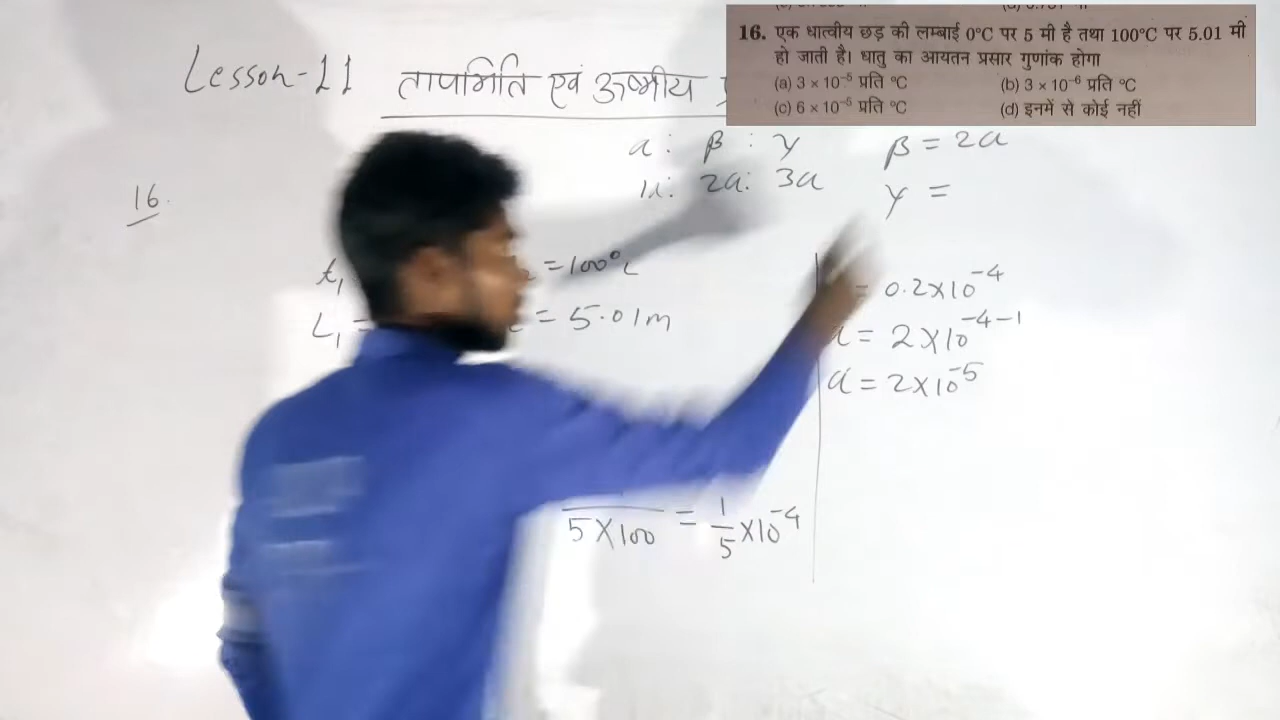 16. एक धात्वीय छड़ की लम्बाई 0°C पर 5 मी है तथा 100°C पर 5.01 मी
हो जाती है। धातु का आयतन प्रसार गुणांक होगा
(a) 3 × 10⁻⁵ प्रति °C (b) 3 × 10⁻⁶ प्रति °C
(c) 6 × 10⁻⁵ प्रति °C (d) इनमें से कोई नहीं
Lesson-11 तापमिति एवं ऊष्मीय
α : β : γ β = 2α
2α: 3α γ =
16.
t₁ =100°C
L₁ = = 5.01m
= 0.2×10⁻⁴
= 2×10⁻⁴⁻¹
α = 2×10⁻⁵
5×100 = 1/5 ×10⁻⁴